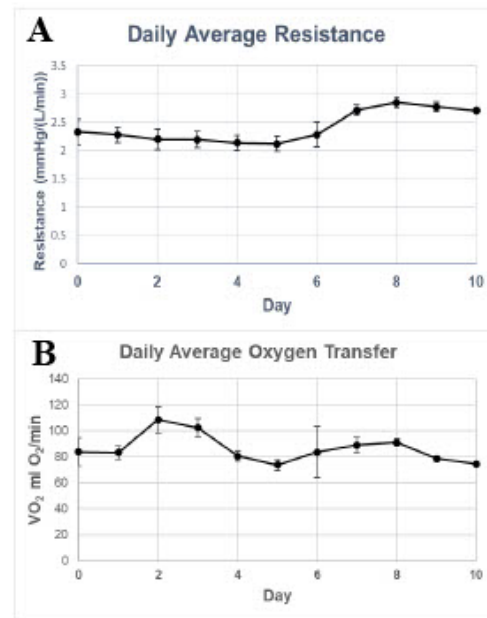 A
Daily Average Resistance
Resistance (mmHg/(L/min))
3.5
3
2.5
2
1.5
1
0.5
0
0 2 4 6 8 10
Day
B
Daily Average Oxygen Transfer
VO₂ ml O₂/min
140
120
100
80
60
40
20
0
0 2 4 6 8 10
Day